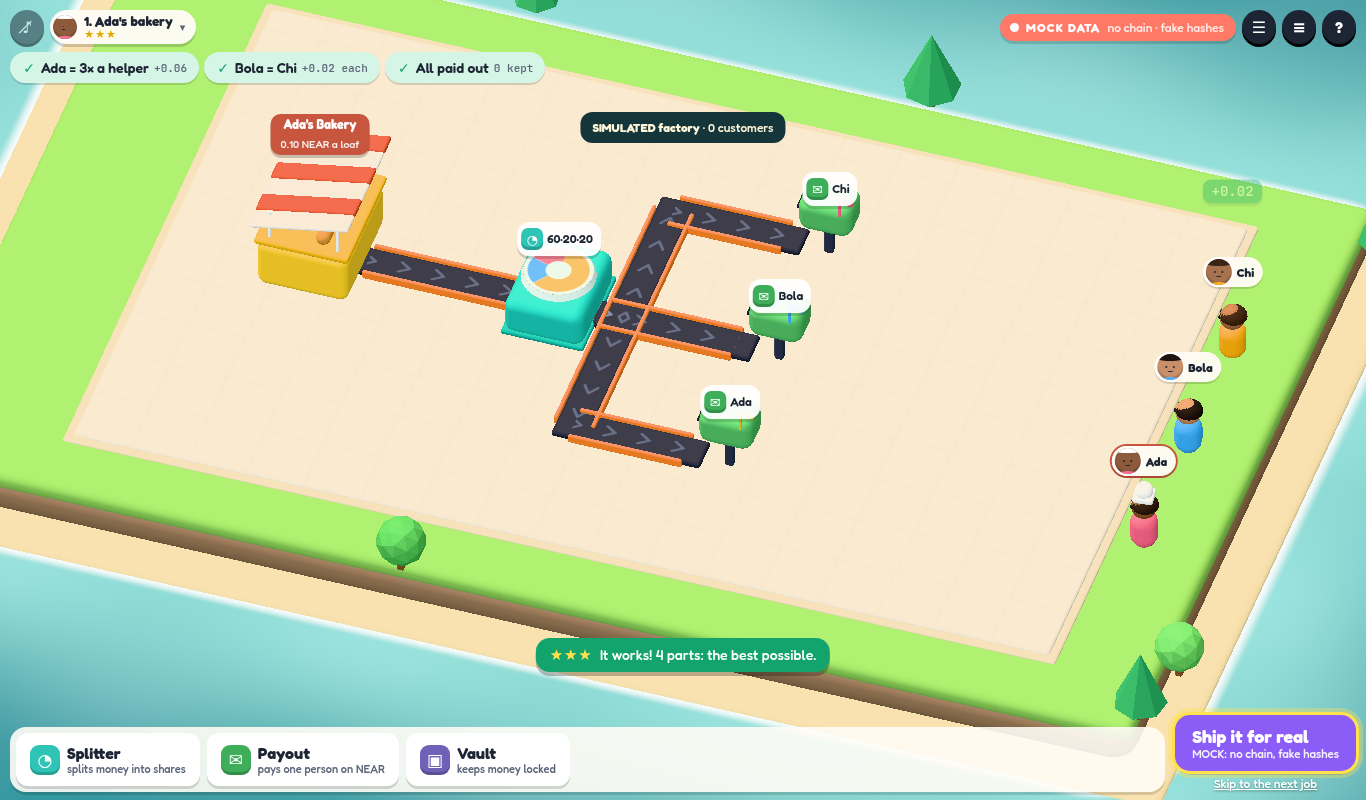 1. Ada's bakery
★★★
MOCK DATA no chain · fake hashes
?
✓ Ada = 3x a helper +0.06
✓ Bola = Chi +0.02 each
✓ All paid out 0 kept
Ada's Bakery
0.10 NEAR a loaf
SIMULATED factory · 0 customers
+0.02
Chi
60·20·20
Chi
Bola
Bola
Ada
Ada
★★★ It works! 4 parts: the best possible.
Splitter
splits money into shares
Payout
pays one person on NEAR
Vault
keeps money locked
Ship it for real
MOCK: no chain, fake hashes
Skip to the next job